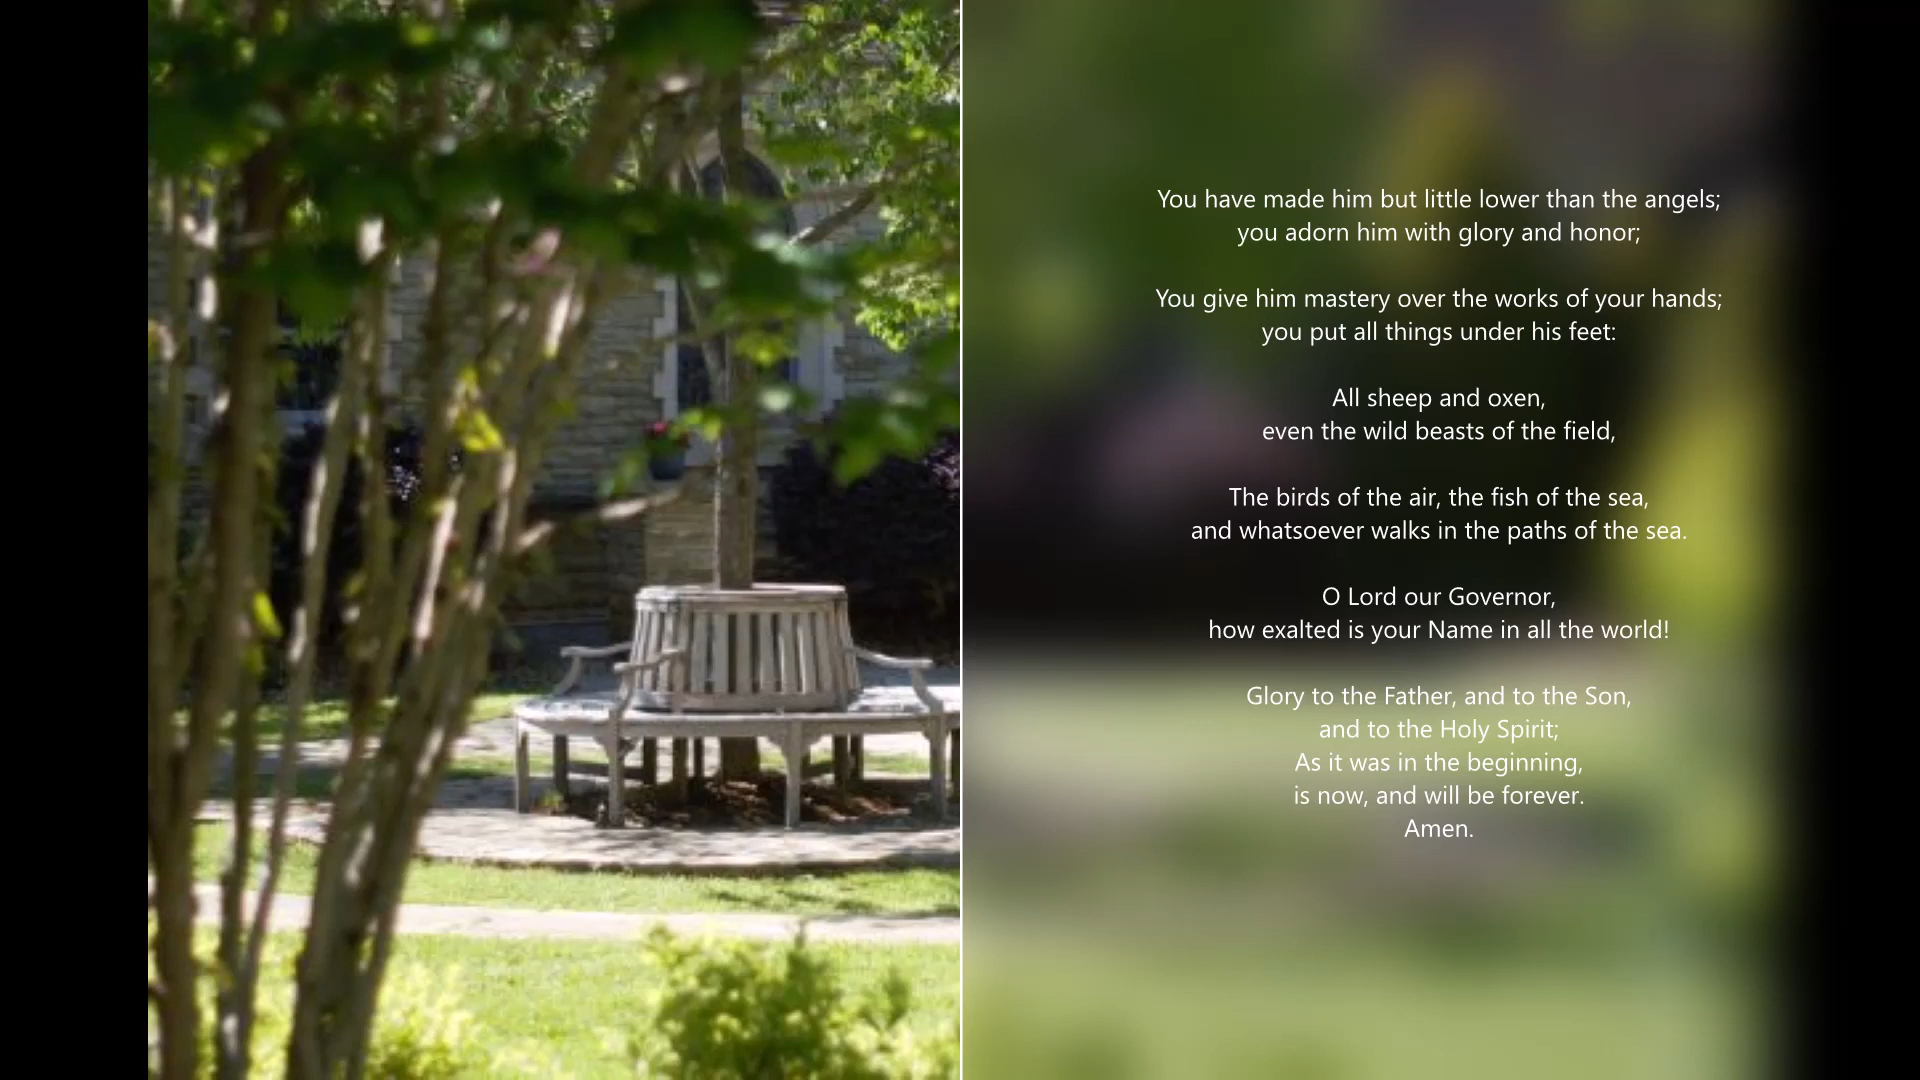 You have made him but little lower than the angels;
you adorn him with glory and honor;
You give him mastery over the works of your hands;
you put all things under his feet:
All sheep and oxen,
even the wild beasts of the field,
The birds of the air, the fish of the sea,
and whatsoever walks in the paths of the sea.
O Lord our Governor,
how exalted is your Name in all the world!
Glory to the Father, and to the Son,
and to the Holy Spirit;
As it was in the beginning,
is now, and will be forever.
Amen.